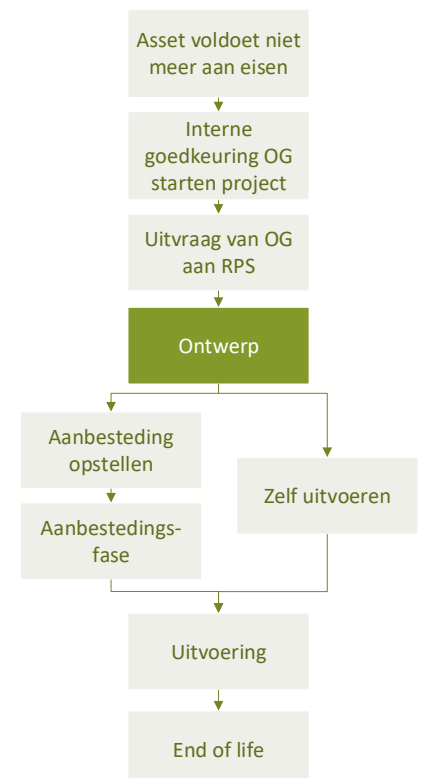 Asset voldoet niet
meer aan eisen
Interne
goedkeuring OG
starten project
Uitvraag van OG
aan RPS
Ontwerp
Aanbesteding
opstellen
Zelf uitvoeren
Aanbestedings-
fase
Uitvoering
End of life